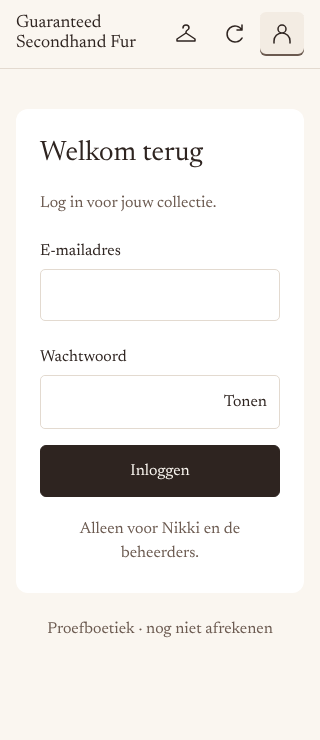 Guaranteed
Secondhand Fur
Welkom terug
Log in voor jouw collectie.
E-mailadres
Wachtwoord
Tonen
Inloggen
Alleen voor Nikki en de
beheerders.
Proefboetiek · nog niet afrekenen